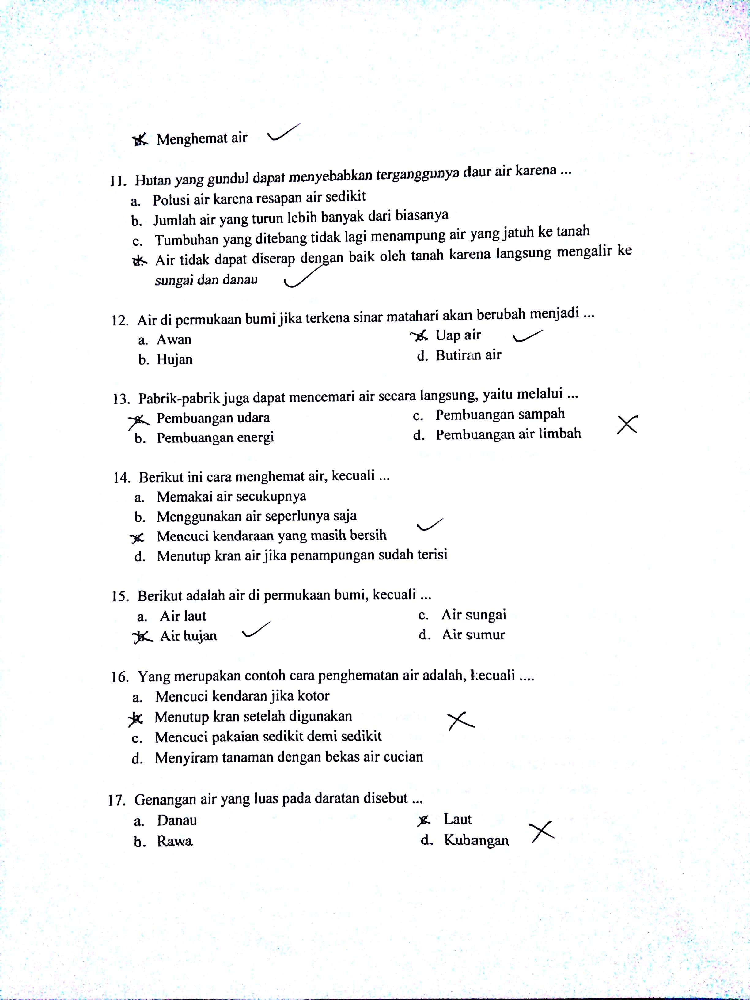 d. Menghemat air
11. Hutan yang gundul dapat menyebabkan terganggunya daur air karena ...
a. Polusi air karena resapan air sedikit
b. Jumlah air yang turun lebih banyak dari biasanya
c. Tumbuhan yang ditebang tidak lagi menampung air yang jatuh ke tanah
d. Air tidak dapat diserap dengan baik oleh tanah karena langsung mengalir ke
sungai dan danau
12. Air di permukaan bumi jika terkena sinar matahari akan berubah menjadi ...
a. Awan c. Uap air
b. Hujan d. Butiran air
13. Pabrik-pabrik juga dapat mencemari air secara langsung, yaitu melalui ...
a. Pembuangan udara c. Pembuangan sampah
b. Pembuangan energi d. Pembuangan air limbah
14. Berikut ini cara menghemat air, kecuali ...
a. Memakai air secukupnya
b. Menggunakan air seperlunya saja
c. Mencuci kendaraan yang masih bersih
d. Menutup kran air jika penampungan sudah terisi
15. Berikut adalah air di permukaan bumi, kecuali ...
a. Air laut c. Air sungai
b. Air hujan d. Air sumur
16. Yang merupakan contoh cara penghematan air adalah, kecuali ....
a. Mencuci kendaran jika kotor
b. Menutup kran setelah digunakan
c. Mencuci pakaian sedikit demi sedikit
d. Menyiram tanaman dengan bekas air cucian
17. Genangan air yang luas pada daratan disebut ...
a. Danau c. Laut
b. Rawa d. Kubangan